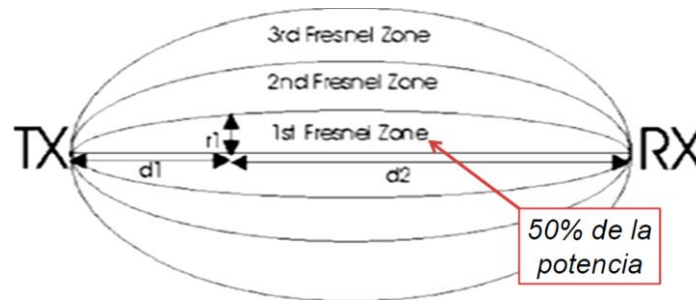 3rd Fresnel Zone
2nd Fresnel Zone
1st Fresnel Zone
TX
r1
RX
d1
d2
50% de la
potencia